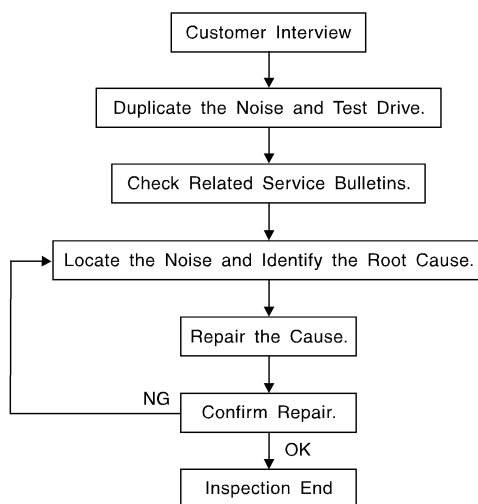 Customer Interview
Duplicate the Noise and Test Drive.
Check Related Service Bulletins.
Locate the Noise and Identify the Root Cause.
Repair the Cause.
NG
Confirm Repair.
OK
Inspection End